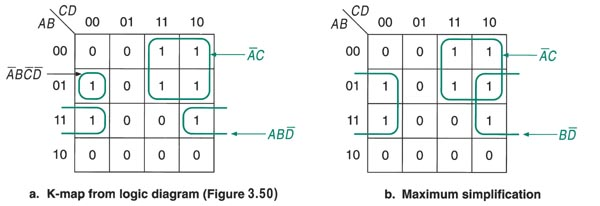 CD
AB 00 01 11 10
00 0 0 1 1
A̅C
A̅BC̅D̅
01 1 0 1 1
11 1 0 0 1
ABD̅
10 0 0 0 0
a. K-map from logic diagram (Figure 3.50)
CD
AB 00 01 11 10
00 0 0 1 1
A̅C
01 1 0 1 1
11 1 0 0 1
BD̅
10 0 0 0 0
b. Maximum simplification